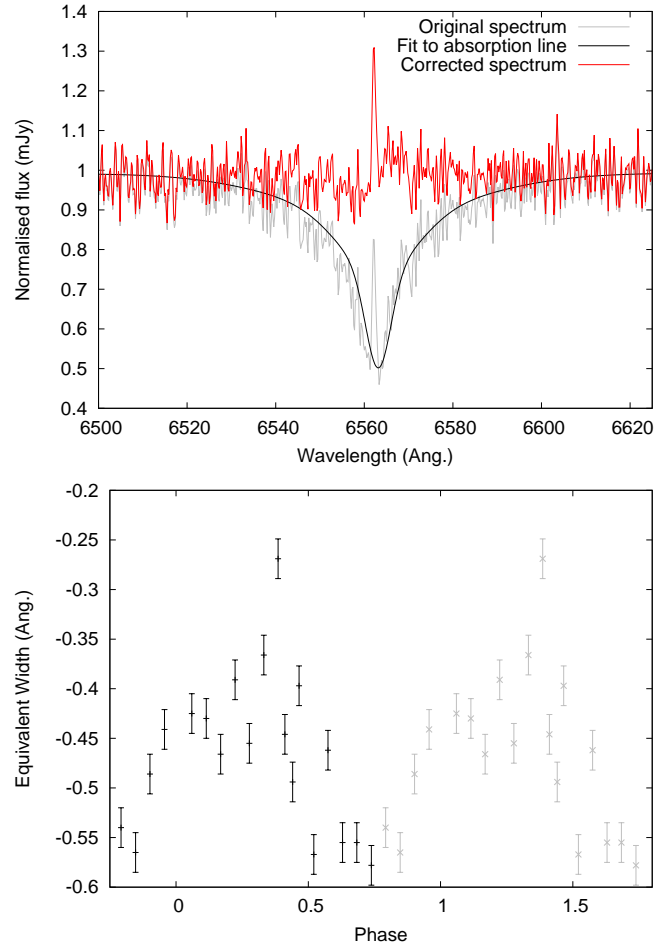 Original spectrum
Fit to absorption line
Corrected spectrum
1.4
1.3
1.2
1.1
1
0.9
0.8
0.7
0.6
0.5
0.4
Normalised flux (mJy)
6500 6520 6540 6560 6580 6600 6620
Wavelength (Ang.)
-0.2
-0.25
-0.3
-0.35
-0.4
-0.45
-0.5
-0.55
-0.6
Equivalent Width (Ang.)
0 0.5 1 1.5
Phase